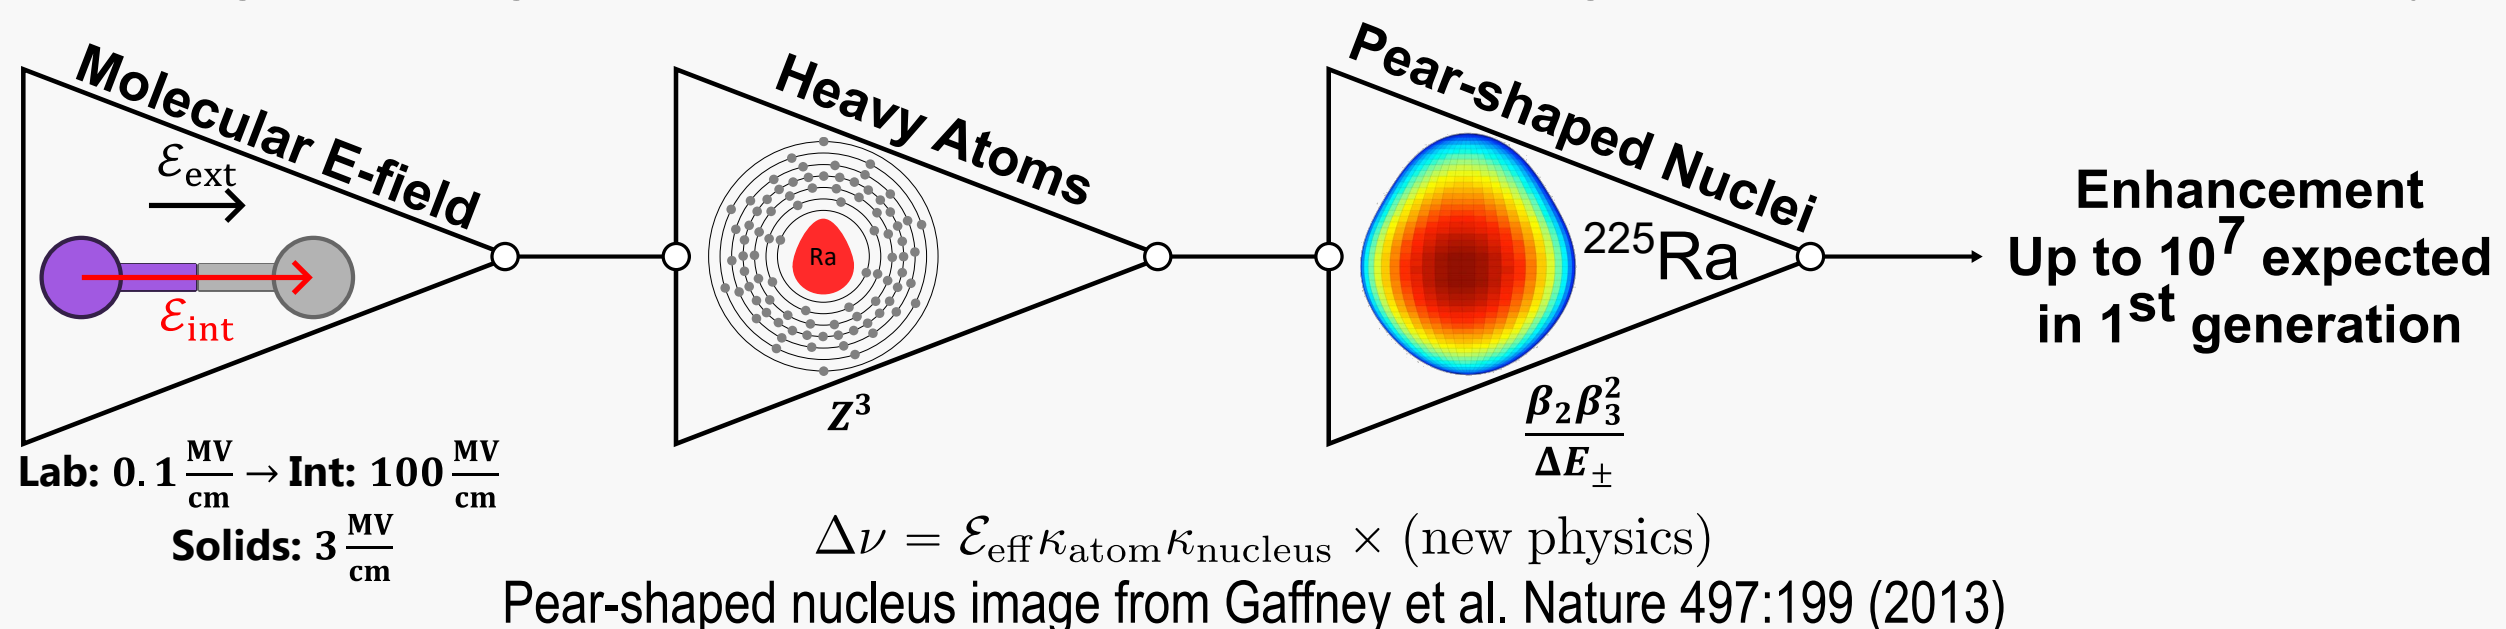 Molecular E-field
ℰext
ℰint
Lab: 0.1 MV/cm → Int: 100 MV/cm
Solids: 3 MV/cm
Heavy Atoms
Ra
Z³
Pear-shaped Nuclei
²²⁵Ra
β₂β₃²/ΔE±
Enhancement
Up to 10⁷ expected
in 1st generation
Δν = ℰeff κatom κnucleus × (new physics)
Pear-shaped nucleus image from Gaffney et al. Nature 497:199 (2013)